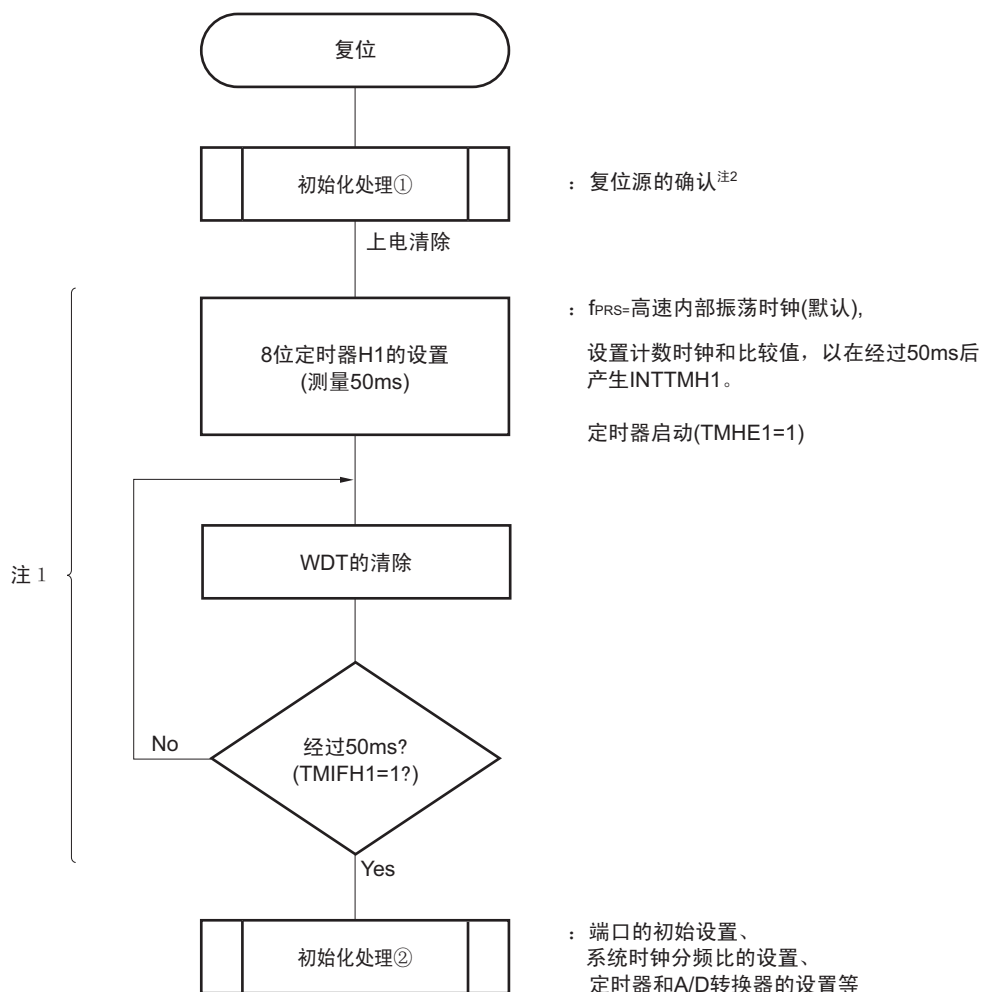 复位
初始化处理①
：复位源的确认注2
上电清除
8位定时器H1的设置
(测量50ms)
：fPRS=高速内部振荡时钟(默认),
设置计数时钟和比较值，以在经过50ms后
产生INTTMH1。
定时器启动(TMHE1=1)
WDT的清除
注 1
No
经过50ms?
(TMIFH1=1?)
Yes
初始化处理②
：端口的初始设置、
系统时钟分频比的设置、
定时器和A/D转换器的设置等